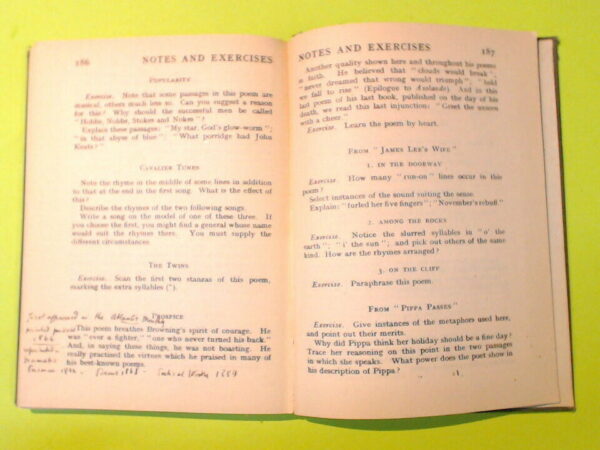 186 NOTES AND EXERCISES
POPULARITY
Exercise. Note that some passages in this poem are
musical, others much less so. Can you suggest a reason
for this? Why should the successful men be called
"Hobbs, Nobbs, Stokes and Nokes"?
Explain these passages: "My star, God's glow-worm";
"in that abyss of blue"; "What porridge had John
Keats?"
CAVALIER TUNES
Note the rhyme in the middle of some lines in addition
to that at the end in the first song. What is the effect of
this?
Describe the rhymes of the two following songs.
Write a song on the model of one of these three. If
you choose the first, you might find a general whose name
would suit the rhymes there. You must supply the
different circumstances.
THE TWINS
Exercise. Scan the first two stanzas of this poem,
marking the extra syllables (").
First appeared in the Atlantic Monthly
PROSPICE
1864
This poem breathes Browning's spirit of courage. He
was "ever a fighter," "one who never turned his back."
And, in saying these things, he was not boasting. He
really practised the virtues which he praised in many of
best-known poems.
NOTES AND EXERCISES 187
Another quality shown here and throughout his poems
is faith. He believed that "clouds would break";
"never dreamed that wrong would triumph"; "held
we fall to rise" (Epilogue to Asolando). And in this
last poem of his last book, published on the day of his
death, we read this last injunction: "Greet the unseen
with a cheer."
Exercise. Learn the poem by heart.
FROM "JAMES LEE'S WIFE"
1. IN THE DOORWAY
Exercise. How many "run-on" lines occur in this
poem?
Select instances of the sound suiting the sense.
Explain: "furled her five fingers"; "November's rebuff."
2. AMONG THE ROCKS
Exercise. Notice the slurred syllables in "o' the
earth"; "i' the sun"; and pick out others of the same
kind. How are the rhymes arranged?
3. ON THE CLIFF
Exercise. Paraphrase this poem.
FROM "PIPPA PASSES"
Exercise. Give instances of the metaphors used here,
and point out their merits.
Why did Pippa think her holiday should be a fine day?
Trace her reasoning on this point in the two passages
in which she speaks. What power does the poet show in
his description of Pippa?